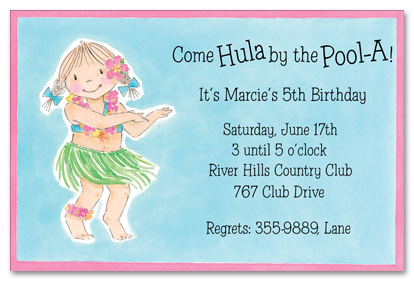 Come Hula by the Pool-A!
It's Marcie's 5th Birthday
Saturday, June 17th
3 until 5 o'clock
River Hills Country Club
767 Club Drive
Regrets: 355-9889, Lane